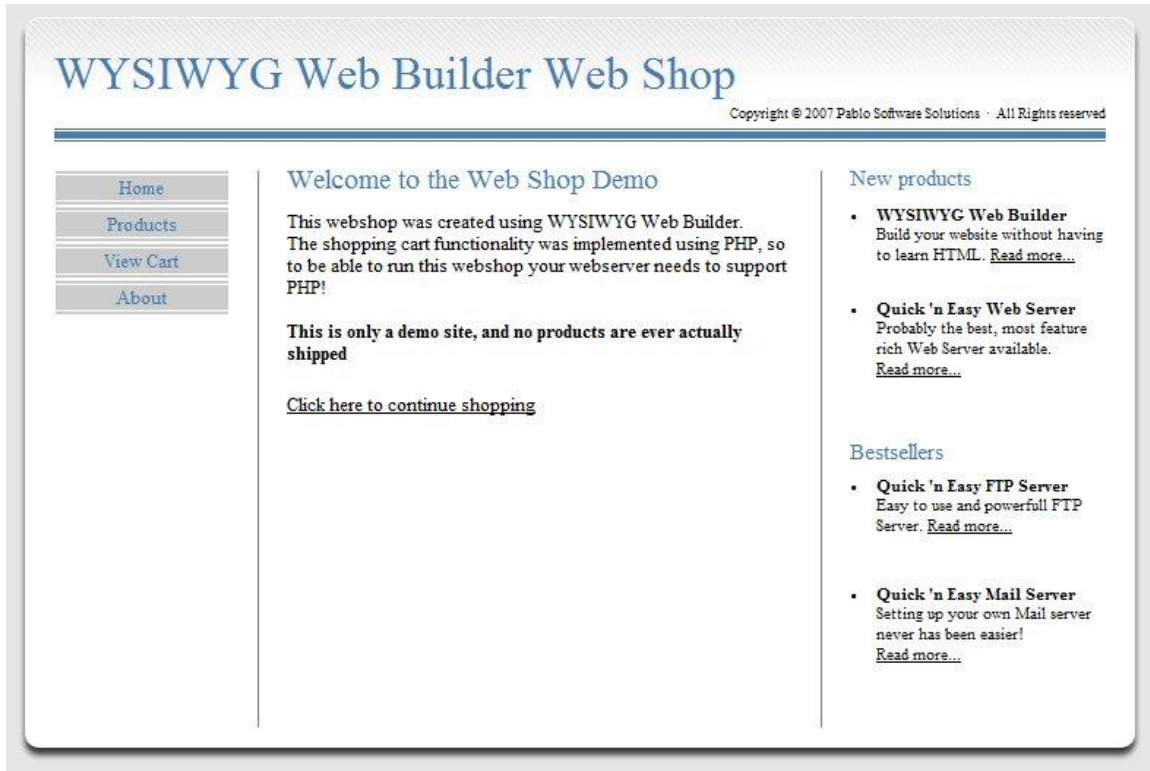 WYSIWYG Web Builder Web Shop
Copyright © 2007 Pablo Software Solutions · All Rights reserved
Home
Products
View Cart
About
Welcome to the Web Shop Demo
This webshop was created using WYSIWYG Web Builder.
The shopping cart functionality was implemented using PHP, so
to be able to run this webshop your webserver needs to support
PHP!
This is only a demo site, and no products are ever actually
shipped
Click here to continue shopping
New products
• WYSIWYG Web Builder
Build your website without having
to learn HTML. Read more...
• Quick 'n Easy Web Server
Probably the best, most feature
rich Web Server available.
Read more...
Bestsellers
• Quick 'n Easy FTP Server
Easy to use and powerfull FTP
Server. Read more...
• Quick 'n Easy Mail Server
Setting up your own Mail server
never has been easier!
Read more...